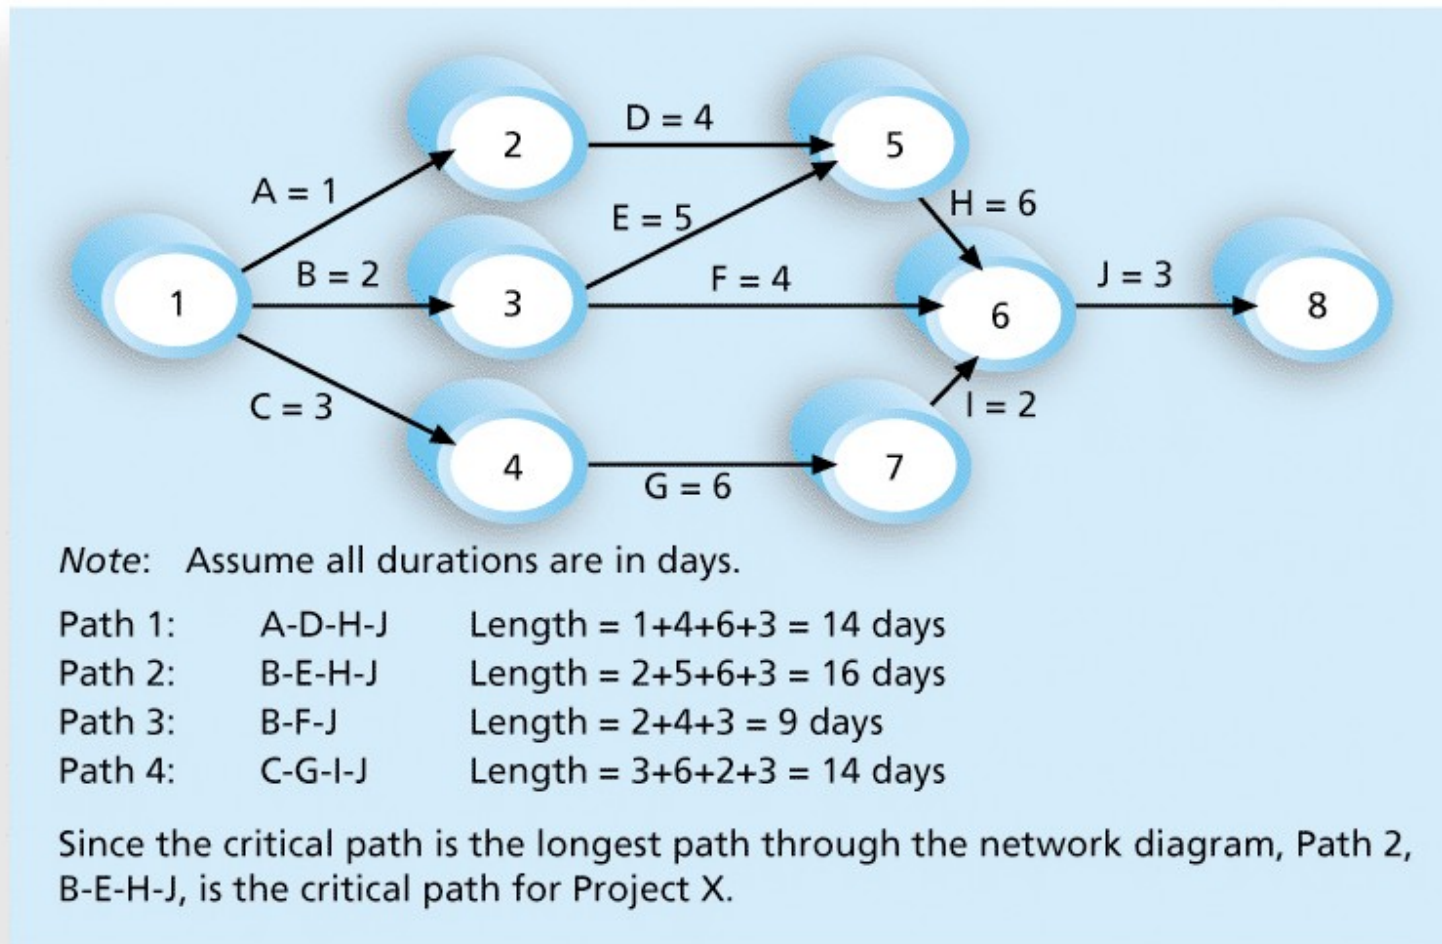 2
D = 4
5
A = 1
E = 5
H = 6
1
B = 2
3
F = 4
6
J = 3
8
C = 3
I = 2
4
G = 6
7
Note: Assume all durations are in days.
Path 1: A-D-H-J Length = 1+4+6+3 = 14 days
Path 2: B-E-H-J Length = 2+5+6+3 = 16 days
Path 3: B-F-J Length = 2+4+3 = 9 days
Path 4: C-G-I-J Length = 3+6+2+3 = 14 days
Since the critical path is the longest path through the network diagram, Path 2,
B-E-H-J, is the critical path for Project X.